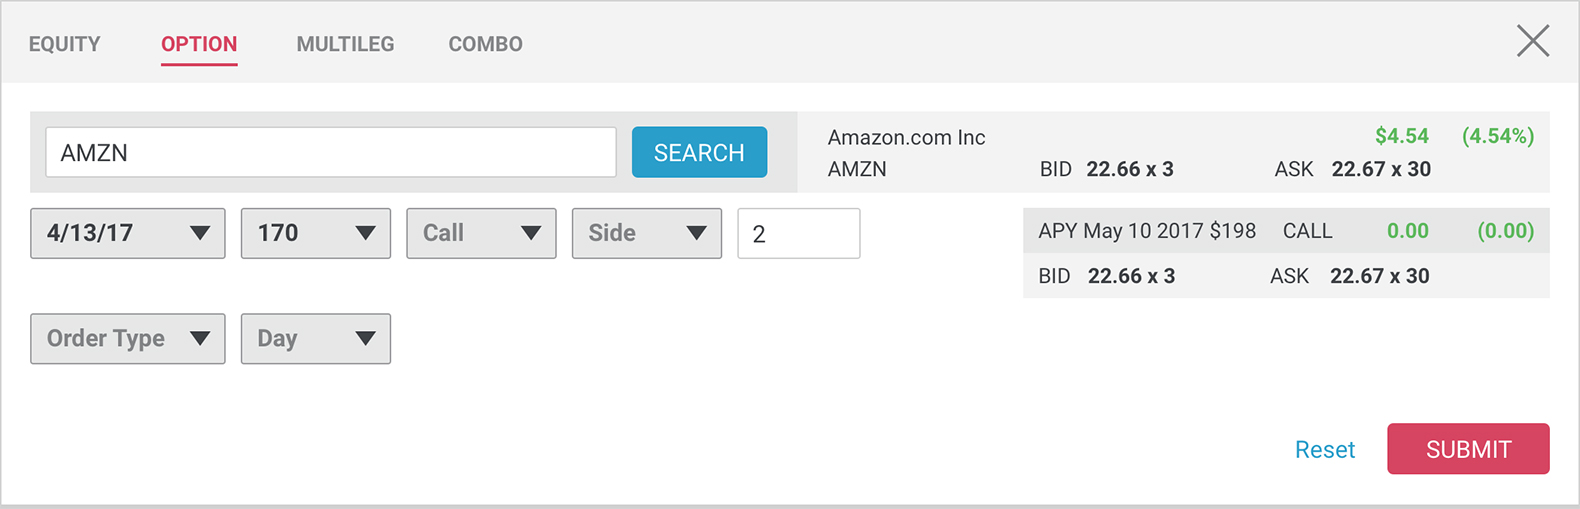 EQUITY OPTION MULTILEG COMBO
AMZN SEARCH
Amazon.com Inc $4.54 (4.54%)
AMZN BID 22.66 x 3 ASK 22.67 x 30
4/13/17 170 Call Side 2
APY May 10 2017 $198 CALL 0.00 (0.00)
BID 22.66 x 3 ASK 22.67 x 30
Order Type Day
Reset SUBMIT